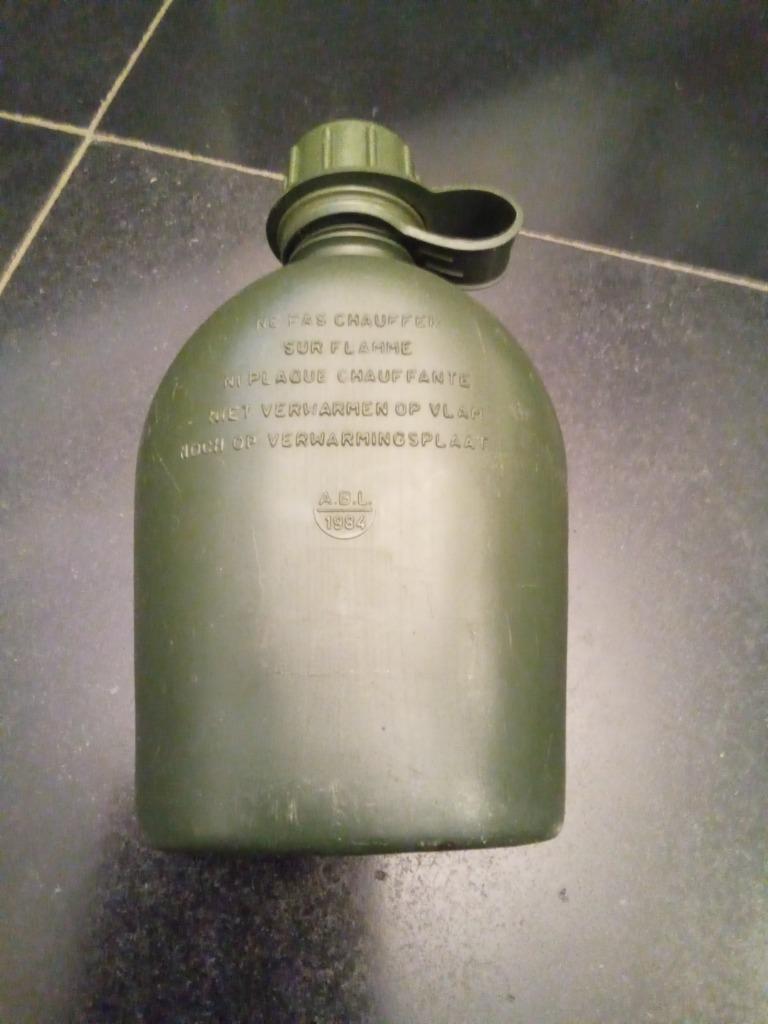 NE PAS CHAUFFER
SUR FLAMME
NI PLAQUE CHAUFFANTE
NIET VERWARMEN OP VLAM
NOCH OP VERWARMINGSPLAAT
A.B.L.
1984